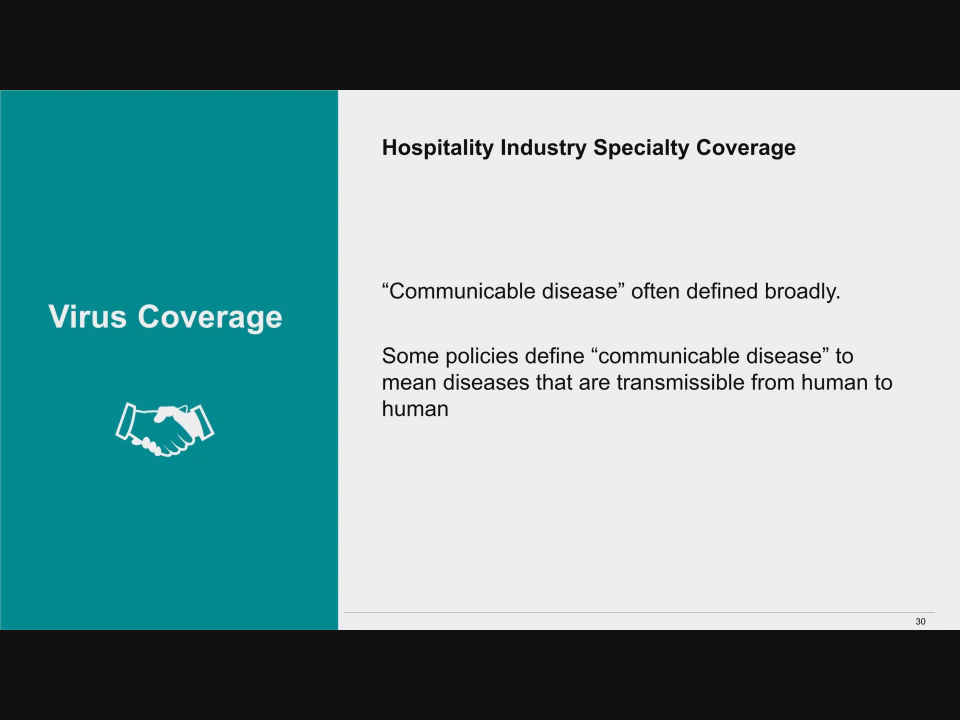 Virus Coverage
Hospitality Industry Specialty Coverage
“Communicable disease” often defined broadly.
Some policies define “communicable disease” to
mean diseases that are transmissible from human to
human
30